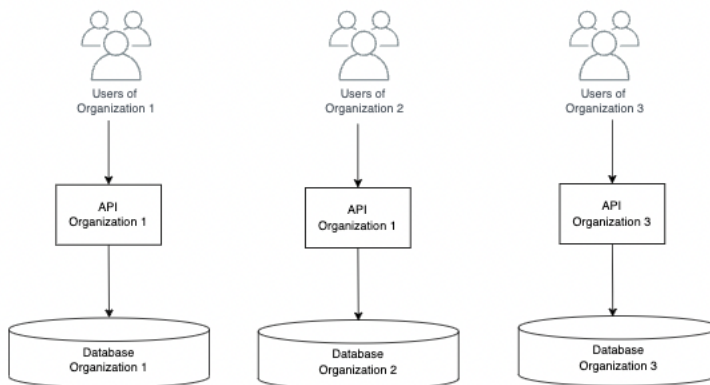 Users of
Organization 1
Users of
Organization 2
Users of
Organization 3
API
Organization 1
API
Organization 1
API
Organization 3
Database
Organization 1
Database
Organization 2
Database
Organization 3